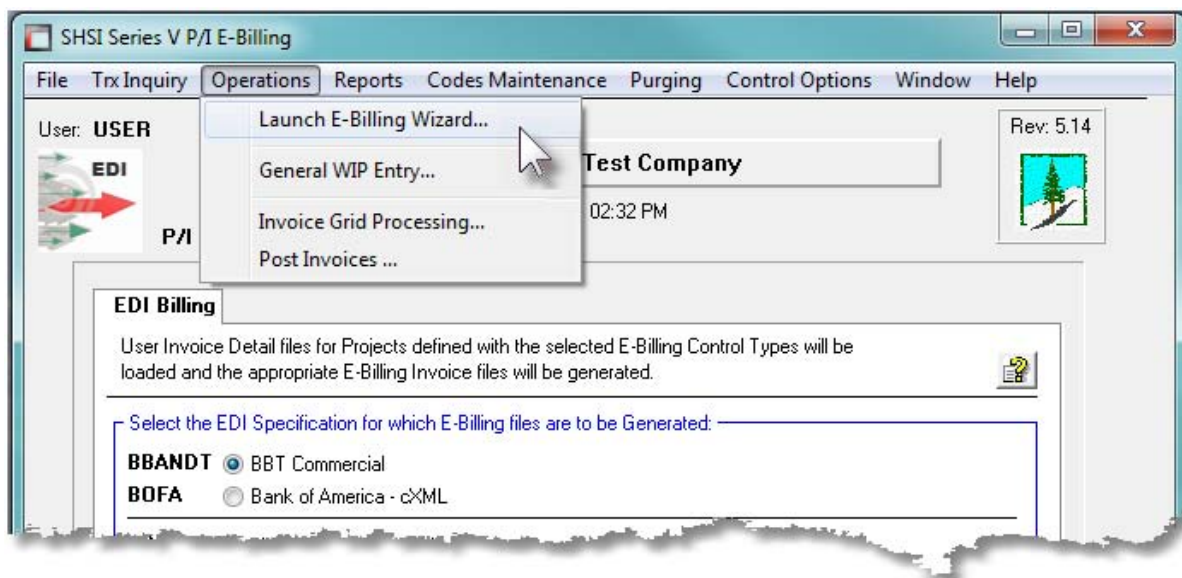 SHSI Series V P/I E-Billing
File Trx Inquiry Operations Reports Codes Maintenance Purging Control Options Window Help
User: USER
Launch E-Billing Wizard...
Rev: 5.14
EDI
General WIP Entry...
Test Company
Invoice Grid Processing...
02:32 PM
P/I
Post Invoices ...
EDI Billing
User Invoice Detail files for Projects defined with the selected E-Billing Control Types will be
loaded and the appropriate E-Billing Invoice files will be generated.
Select the EDI Specification for which E-Billing files are to be Generated:
BBANDT BBT Commercial
BOFA Bank of America - cXML